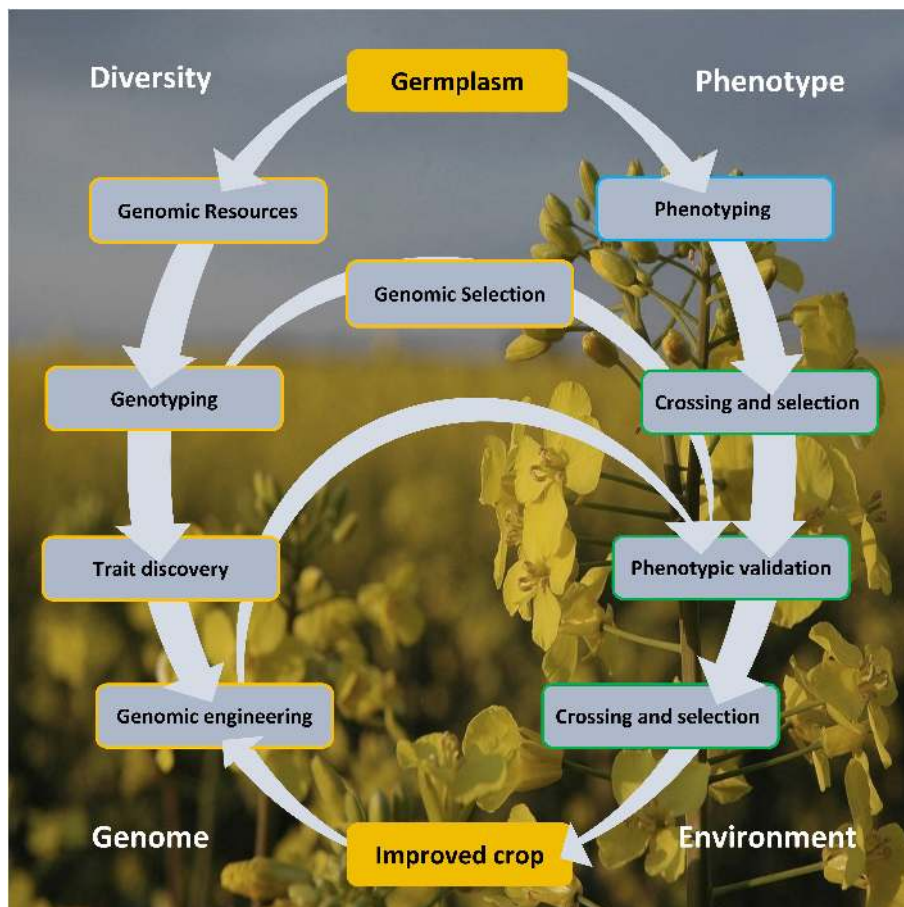 Diversity
Germplasm
Phenotype
Genomic Resources
Phenotyping
Genomic Selection
Genotyping
Crossing and selection
Trait discovery
Phenotypic validation
Genomic engineering
Crossing and selection
Genome
Improved crop
Environment